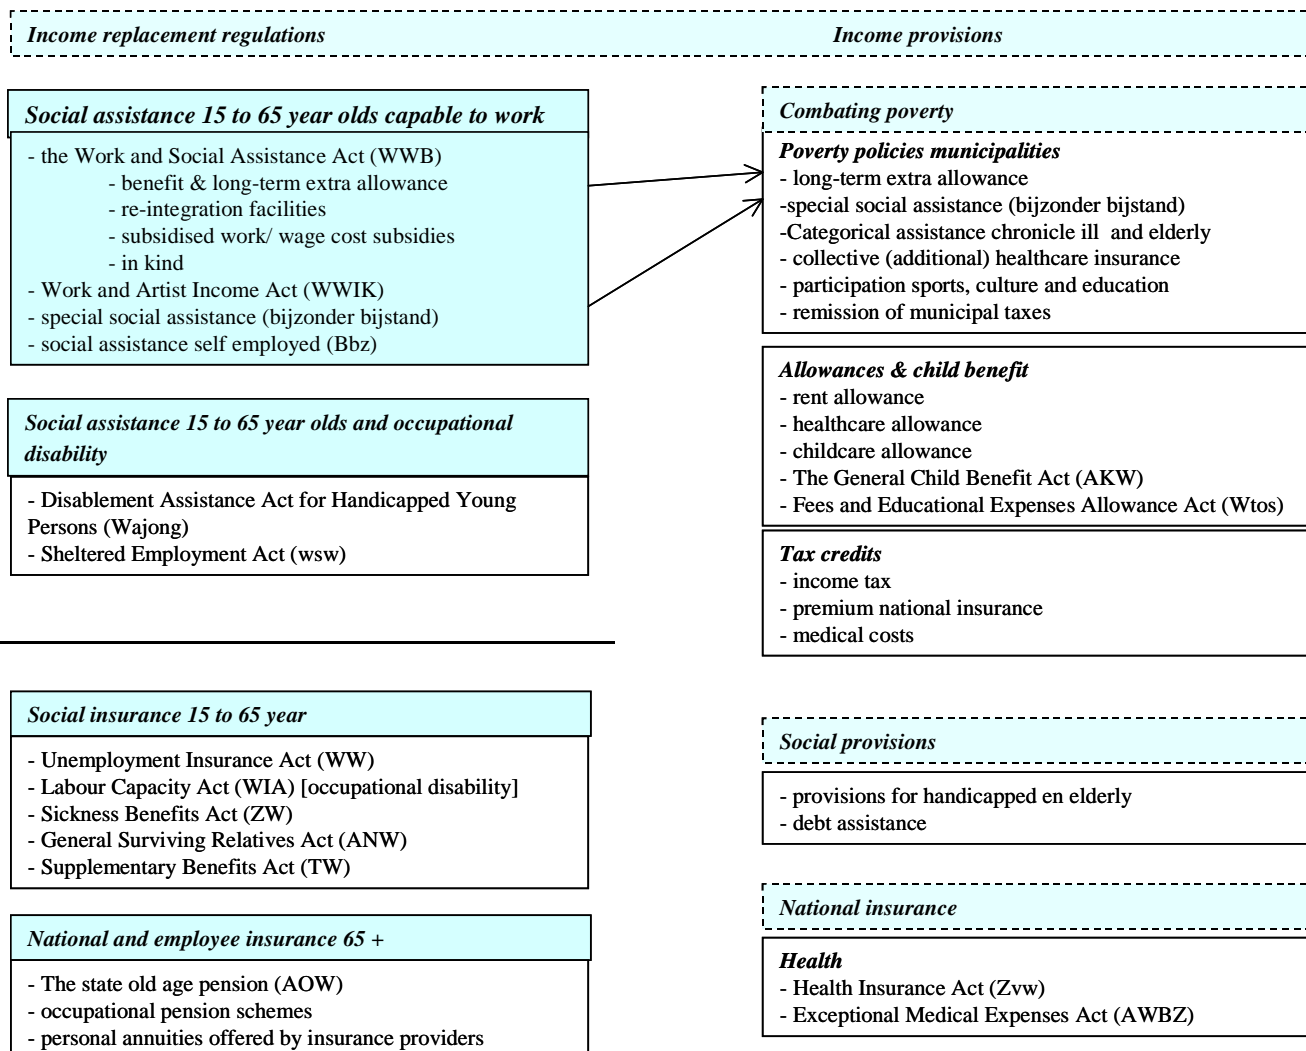 Income replacement regulations
Income provisions
Social assistance 15 to 65 year olds capable to work
- the Work and Social Assistance Act (WWB)
- benefit & long-term extra allowance
- re-integration facilities
- subsidised work/ wage cost subsidies
- in kind
- Work and Artist Income Act (WWIK)
- special social assistance (bijzonder bijstand)
- social assistance self employed (Bbz)
Social assistance 15 to 65 year olds and occupational
disability
- Disablement Assistance Act for Handicapped Young
Persons (Wajong)
- Sheltered Employment Act (wsw)
Social insurance 15 to 65 year
- Unemployment Insurance Act (WW)
- Labour Capacity Act (WIA) [occupational disability]
- Sickness Benefits Act (ZW)
- General Surviving Relatives Act (ANW)
- Supplementary Benefits Act (TW)
National and employee insurance 65 +
- The state old age pension (AOW)
- occupational pension schemes
- personal annuities offered by insurance providers
Combating poverty
Poverty policies municipalities
- long-term extra allowance
-special social assistance (bijzonder bijstand)
-Categorical assistance chronicle ill and elderly
- collective (additional) healthcare insurance
- participation sports, culture and education
- remission of municipal taxes
Allowances & child benefit
- rent allowance
- healthcare allowance
- childcare allowance
- The General Child Benefit Act (AKW)
- Fees and Educational Expenses Allowance Act (Wtos)
Tax credits
- income tax
- premium national insurance
- medical costs
Social provisions
- provisions for handicapped en elderly
- debt assistance
National insurance
Health
- Health Insurance Act (Zvw)
- Exceptional Medical Expenses Act (AWBZ)